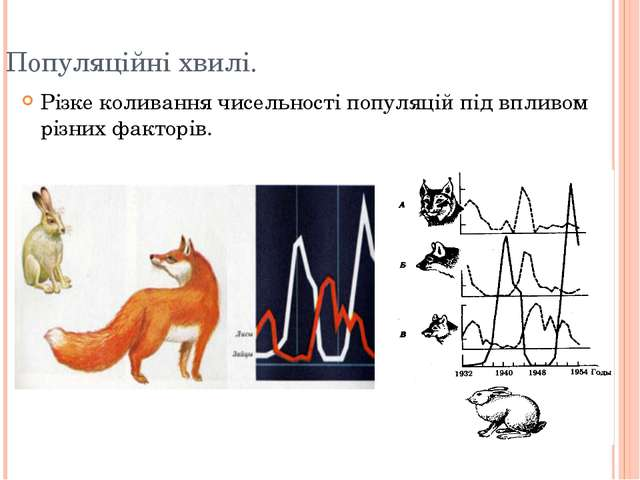 Популяційні хвилі.
Різке коливання чисельності популяцій під впливом
різних факторів.
Лисы
Зайцы
А
Б
В
1932 1940 1948 1954 Годы